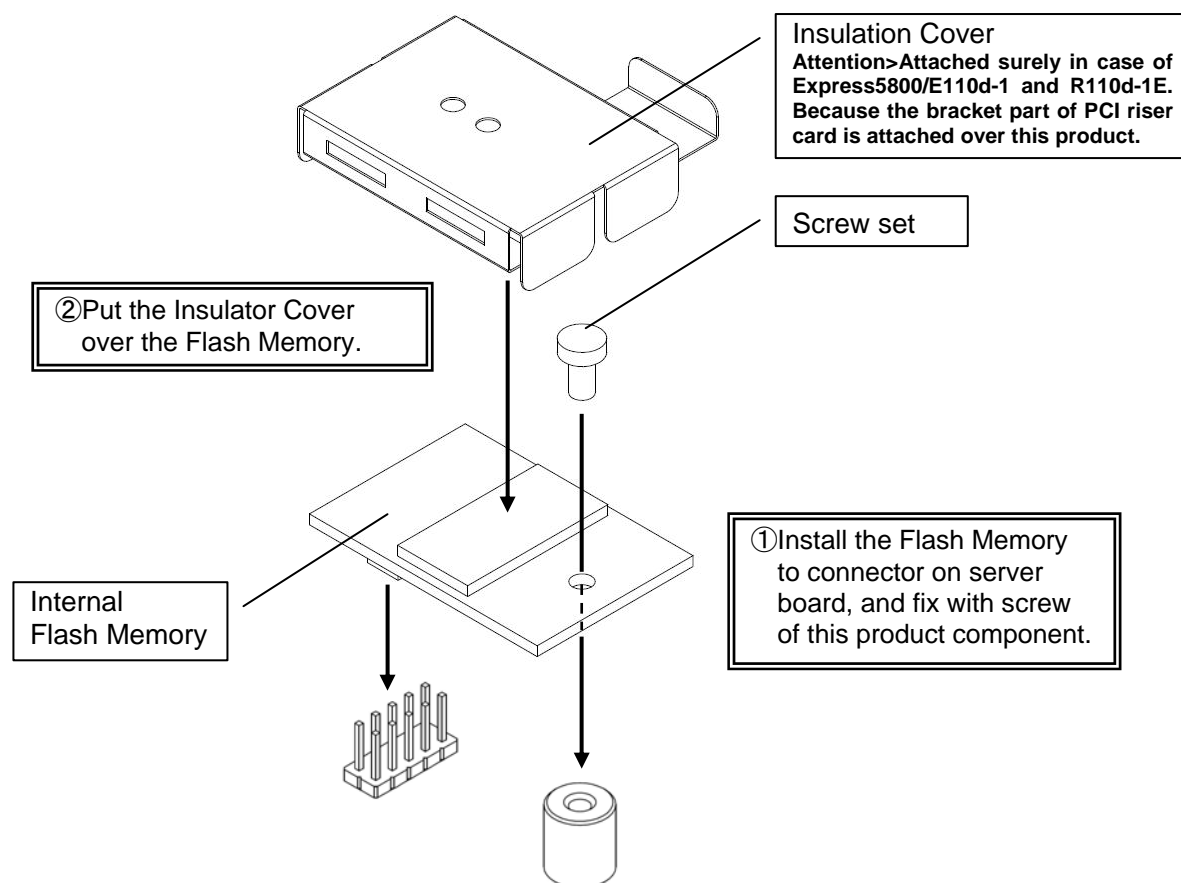 Insulation Cover
Attention>Attached surely in case of
Express5800/E110d-1 and R110d-1E.
Because the bracket part of PCI riser
card is attached over this product.
Screw set
②Put the Insulator Cover
over the Flash Memory.
①Install the Flash Memory
to connector on server
board, and fix with screw
of this product component.
Internal
Flash Memory